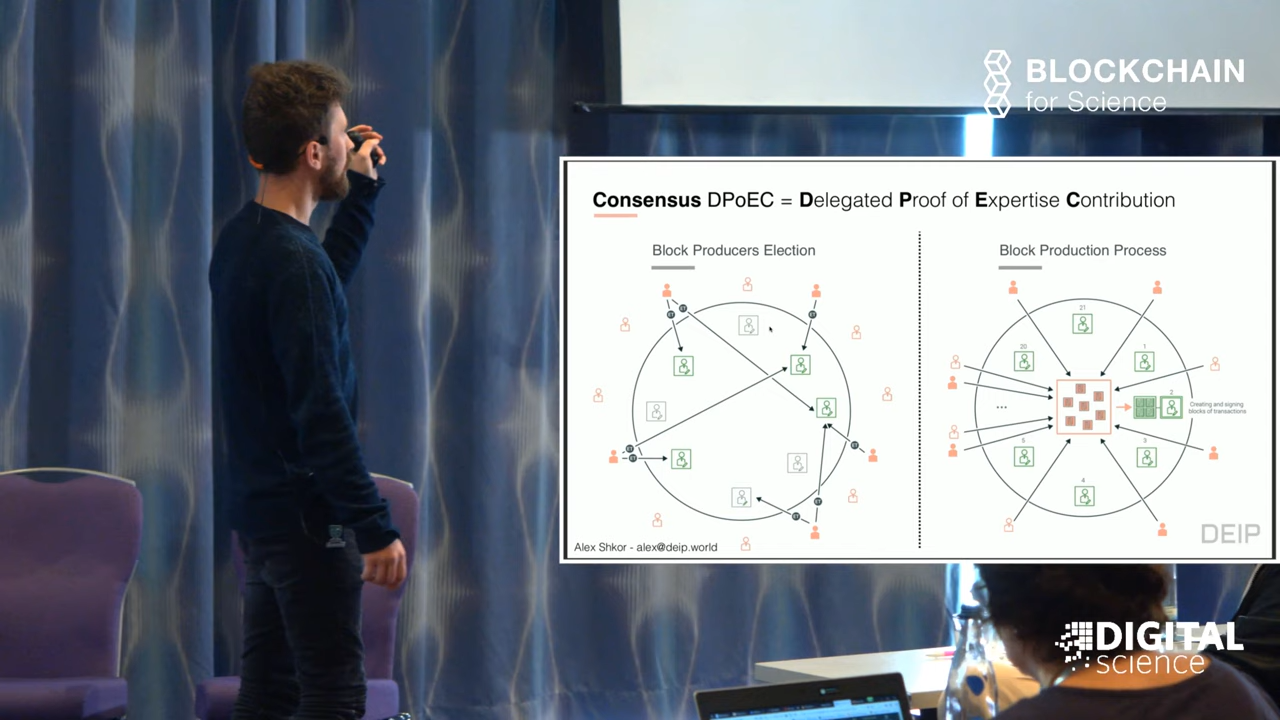 BLOCKCHAIN
for Science
Consensus DPoEC = Delegated Proof of Expertise Contribution
Block Producers Election
Block Production Process
21
20
1
2
Creating and signing
blocks of transactions
...
5
3
4
DEIP
Alex Shkor - alex@deip.world
DIGITAL
science